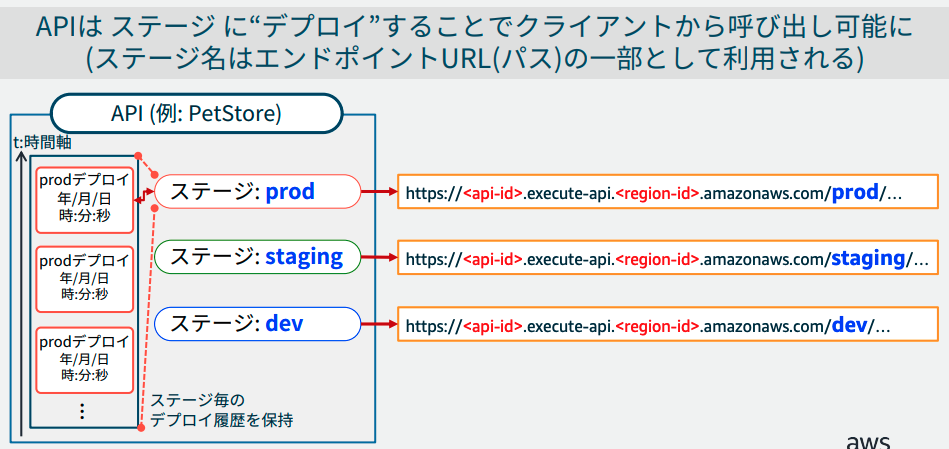 APIは ステージ に“デプロイ”することでクライアントから呼び出し可能に
(ステージ名はエンドポイントURL(パス)の一部として利用される)
API (例: PetStore)
t:時間軸
prodデプロイ
年/月/日
時:分:秒
prodデプロイ
年/月/日
時:分:秒
prodデプロイ
年/月/日
時:分:秒
⋮
ステージ: prod
https://<api-id>.execute-api.<region-id>.amazonaws.com/prod/…
ステージ: staging
https://<api-id>.execute-api.<region-id>.amazonaws.com/staging/…
ステージ: dev
https://<api-id>.execute-api.<region-id>.amazonaws.com/dev/…
ステージ毎の
デプロイ履歴を保持
aws